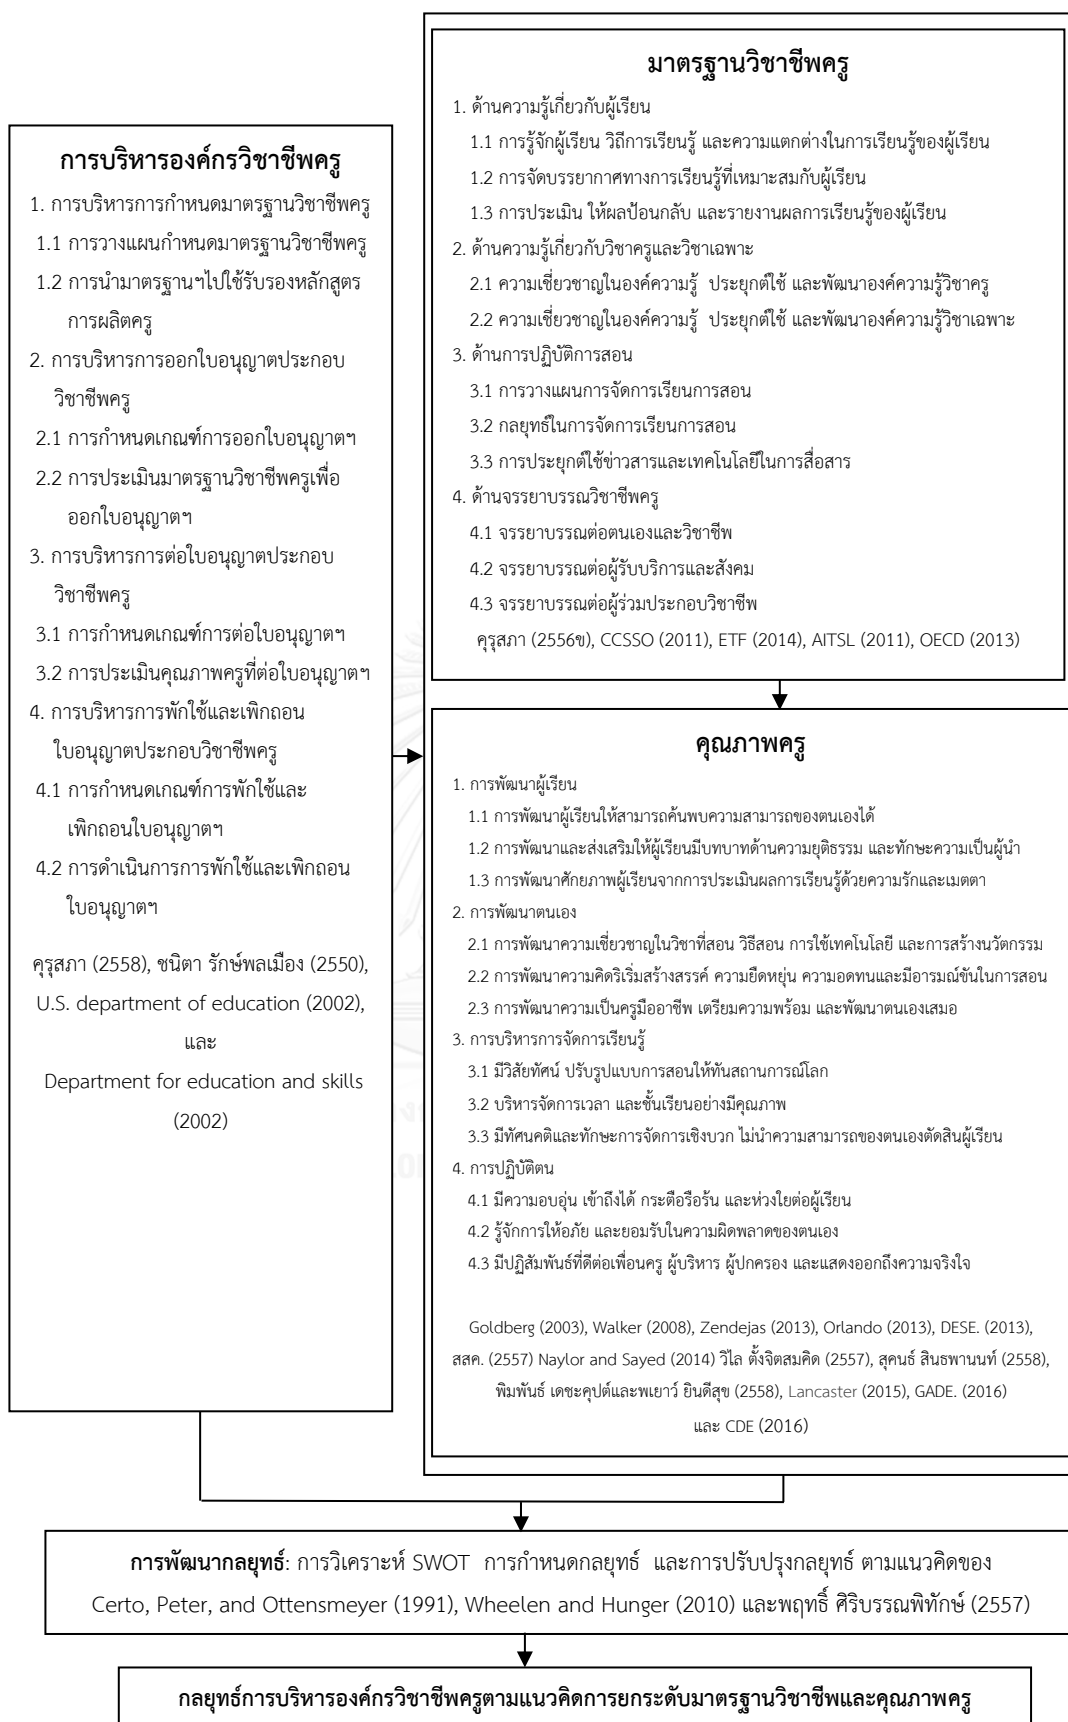 การบริหารองค์กรวิชาชีพครู
1. การบริหารการกำหนดมาตรฐานวิชาชีพครู
1.1 การวางแผนกำหนดมาตรฐานวิชาชีพครู
1.2 การนำมาตรฐานฯไปใช้รับรองหลักสูตร
การผลิตครู
2. การบริหารการออกใบอนุญาตประกอบ
วิชาชีพครู
2.1 การกำหนดเกณฑ์การออกใบอนุญาตฯ
2.2 การประเมินมาตรฐานวิชาชีพครูเพื่อ
ออกใบอนุญาตฯ
3. การบริหารการต่อใบอนุญาตประกอบ
วิชาชีพครู
3.1 การกำหนดเกณฑ์การต่อใบอนุญาตฯ
3.2 การประเมินคุณภาพครูที่ต่อใบอนุญาตฯ
4. การบริหารการพักใช้และเพิกถอน
ใบอนุญาตประกอบวิชาชีพครู
4.1 การกำหนดเกณฑ์การพักใช้และ
เพิกถอนใบอนุญาตฯ
4.2 การดำเนินการการพักใช้และเพิกถอน
ใบอนุญาตฯ
คุรุสภา (2558), ชนิตา รักษ์พลเมือง (2550),
U.S. department of education (2002),
และ
Department for education and skills
(2002)
มาตรฐานวิชาชีพครู
1. ด้านความรู้เกี่ยวกับผู้เรียน
1.1 การรู้จักผู้เรียน วิถีการเรียนรู้ และความแตกต่างในการเรียนรู้ของผู้เรียน
1.2 การจัดบรรยากาศทางการเรียนรู้ที่เหมาะสมกับผู้เรียน
1.3 การประเมิน ให้ผลป้อนกลับ และรายงานผลการเรียนรู้ของผู้เรียน
2. ด้านความรู้เกี่ยวกับวิชาครูและวิชาเฉพาะ
2.1 ความเชี่ยวชาญในองค์ความรู้ ประยุกต์ใช้ และพัฒนาองค์ความรู้วิชาครู
2.2 ความเชี่ยวชาญในองค์ความรู้ ประยุกต์ใช้ และพัฒนาองค์ความรู้วิชาเฉพาะ
3. ด้านการปฏิบัติการสอน
3.1 การวางแผนการจัดการเรียนการสอน
3.2 กลยุทธ์ในการจัดการเรียนการสอน
3.3 การประยุกต์ใช้ข่าวสารและเทคโนโลยีในการสื่อสาร
4. ด้านจรรยาบรรณวิชาชีพครู
4.1 จรรยาบรรณต่อตนเองและวิชาชีพ
4.2 จรรยาบรรณต่อผู้รับบริการและสังคม
4.3 จรรยาบรรณต่อผู้ร่วมประกอบวิชาชีพ
คุรุสภา (2556ข), CCSSO (2011), ETF (2014), AITSL (2011), OECD (2013)
คุณภาพครู
1. การพัฒนาผู้เรียน
1.1 การพัฒนาผู้เรียนให้สามารถค้นพบความสามารถของตนเองได้
1.2 การพัฒนาและส่งเสริมให้ผู้เรียนมีบทบาทด้านความยุติธรรม และทักษะความเป็นผู้นำ
1.3 การพัฒนาศักยภาพผู้เรียนจากการประเมินผลการเรียนรู้ด้วยความรักและเมตตา
2. การพัฒนาตนเอง
2.1 การพัฒนาความเชี่ยวชาญในวิชาที่สอน วิธีสอน การใช้เทคโนโลยี และการสร้างนวัตกรรม
2.2 การพัฒนาความคิดริเริ่มสร้างสรรค์ ความยืดหยุ่น ความอดทนและมีอารมณ์ขันในการสอน
2.3 การพัฒนาความเป็นครูมืออาชีพ เตรียมความพร้อม และพัฒนาตนเองเสมอ
3. การบริหารการจัดการเรียนรู้
3.1 มีวิสัยทัศน์ ปรับรูปแบบการสอนให้ทันสถานการณ์โลก
3.2 บริหารจัดการเวลา และชั้นเรียนอย่างมีคุณภาพ
3.3 มีทัศนคติและทักษะการจัดการเชิงบวก ไม่นำความสามารถของตนเองตัดสินผู้เรียน
4. การปฏิบัติตน
4.1 มีความอบอุ่น เข้าถึงได้ กระตือรือร้น และห่วงใยต่อผู้เรียน
4.2 รู้จักการให้อภัย และยอมรับในความผิดพลาดของตนเอง
4.3 มีปฏิสัมพันธ์ที่ดีต่อเพื่อนครู ผู้บริหาร ผู้ปกครอง และแสดงออกถึงความจริงใจ
Goldberg (2003), Walker (2008), Zendejas (2013), Orlando (2013), DESE. (2013),
สสค. (2557) Naylor and Sayed (2014) วิไล ตั้งจิตสมคิด (2557), สุคนธ์ สินธพานนท์ (2558),
พิมพันธ์ เดชะคุปต์และพเยาว์ ยินดีสุข (2558), Lancaster (2015), GADE. (2016)
และ CDE (2016)
การพัฒนากลยุทธ์: การวิเคราะห์ SWOT การกำหนดกลยุทธ์ และการปรับปรุงกลยุทธ์ ตามแนวคิดของ
Certo, Peter, and Ottensmeyer (1991), Wheelen and Hunger (2010) และพฤทธิ์ ศิริบรรณพิทักษ์ (2557)
กลยุทธ์การบริหารองค์กรวิชาชีพครูตามแนวคิดการยกระดับมาตรฐานวิชาชีพและคุณภาพครู